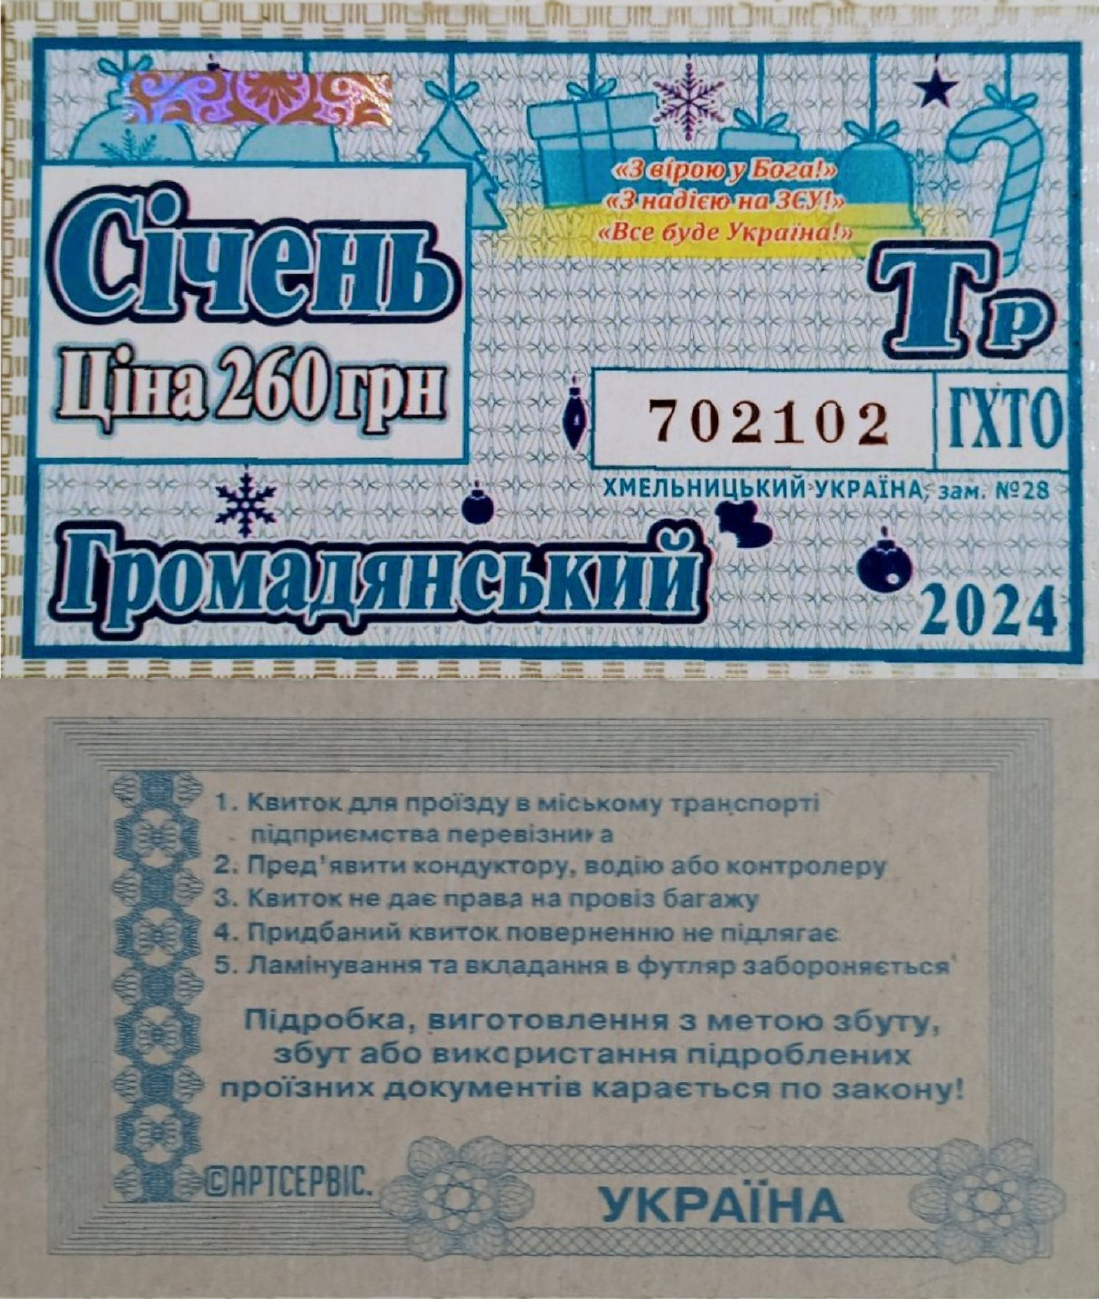 «З вірою у Бога!»
«З надією на ЗСУ!»
«Все буде Україна!»
Січень
Ціна 260 грн
Тр
702102 ГХТО
ХМЕЛЬНИЦЬКИЙ УКРАЇНА, зам. №28
Громадянський
2024
1. Квиток для проїзду в міському транспорті
підприємства перевізника
2. Пред'явити кондуктору, водію або контролеру
3. Квиток не дає права на провіз багажу
4. Придбаний квиток поверненню не підлягає
5. Ламінування та вкладання в футляр забороняється
Підробка, виготовлення з метою збуту,
збут або використання підроблених
проїзних документів карається по закону!
©АРТСЕРВІС.
УКРАЇНА